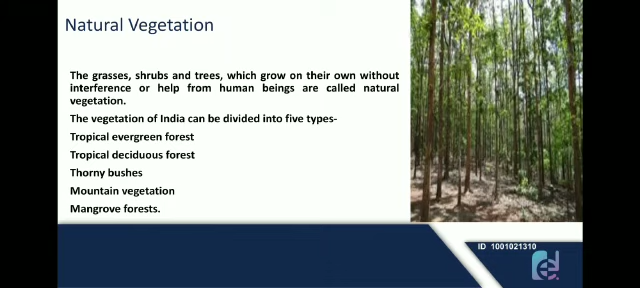 Natural Vegetation
The grasses, shrubs and trees, which grow on their own without
interference or help from human beings are called natural
vegetation.
The vegetation of India can be divided into five types-
Tropical evergreen forest
Tropical deciduous forest
Thorny bushes
Mountain vegetation
Mangrove forests.
ID 1001021310